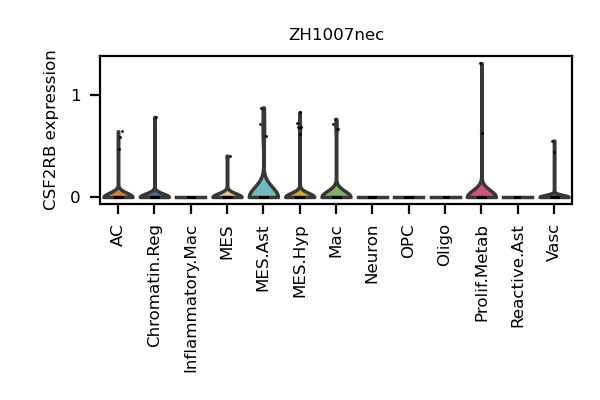 ZH1007nec
CSF2RB expression
1
0
AC
Chromatin.Reg
Inflammatory.Mac
MES
MES.Ast
MES.Hyp
Mac
Neuron
OPC
Oligo
Prolif.Metab
Reactive.Ast
Vasc